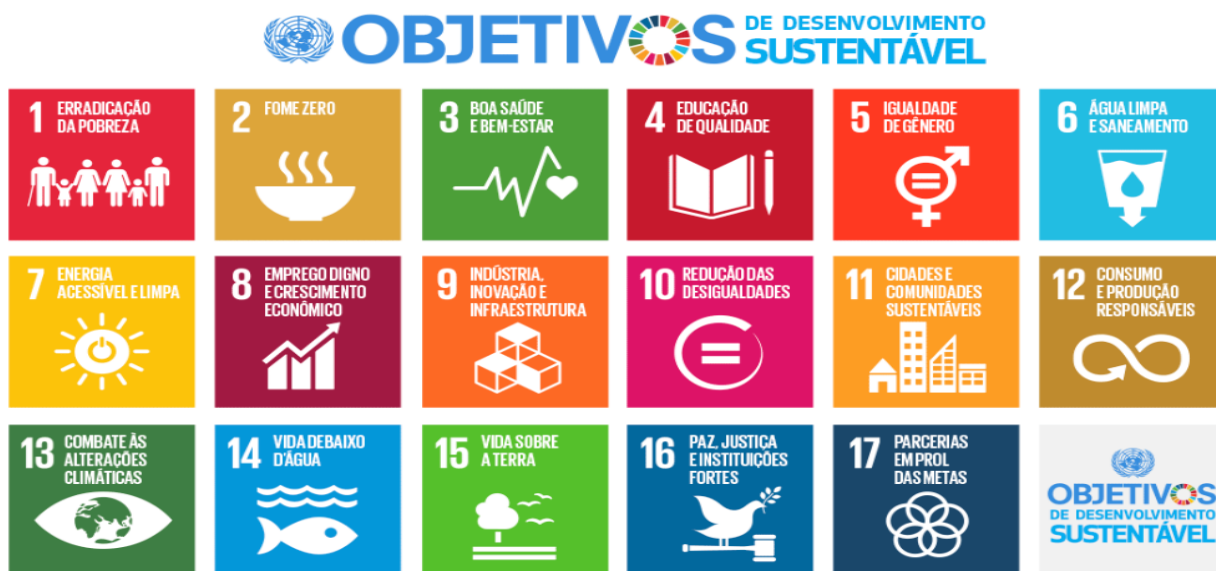 OBJETIVOS DE DESENVOLVIMENTO
SUSTENTÁVEL
1 ERRADICAÇÃO
DA POBREZA
2 FOME ZERO
3 BOA SAÚDE
E BEM-ESTAR
4 EDUCAÇÃO
DE QUALIDADE
5 IGUALDADE
DE GÊNERO
6 ÁGUA LIMPA
E SANEAMENTO
7 ENERGIA
ACESSÍVEL E LIMPA
8 EMPREGO DIGNO
E CRESCIMENTO
ECONÔMICO
9 INDÚSTRIA,
INOVAÇÃO E
INFRAESTRUTURA
10 REDUÇÃO DAS
DESIGUALDADES
11 CIDADES E
COMUNIDADES
SUSTENTÁVEIS
12 CONSUMO
E PRODUÇÃO
RESPONSÁVEIS
13 COMBATE ÀS
ALTERAÇÕES
CLIMÁTICAS
14 VIDA DEBAIXO
D'ÁGUA
15 VIDA SOBRE
A TERRA
16 PAZ, JUSTIÇA
E INSTITUIÇÕES
FORTES
17 PARCERIAS
EM PROL
DAS METAS
OBJETIVOS
DE DESENVOLVIMENTO
SUSTENTÁVEL